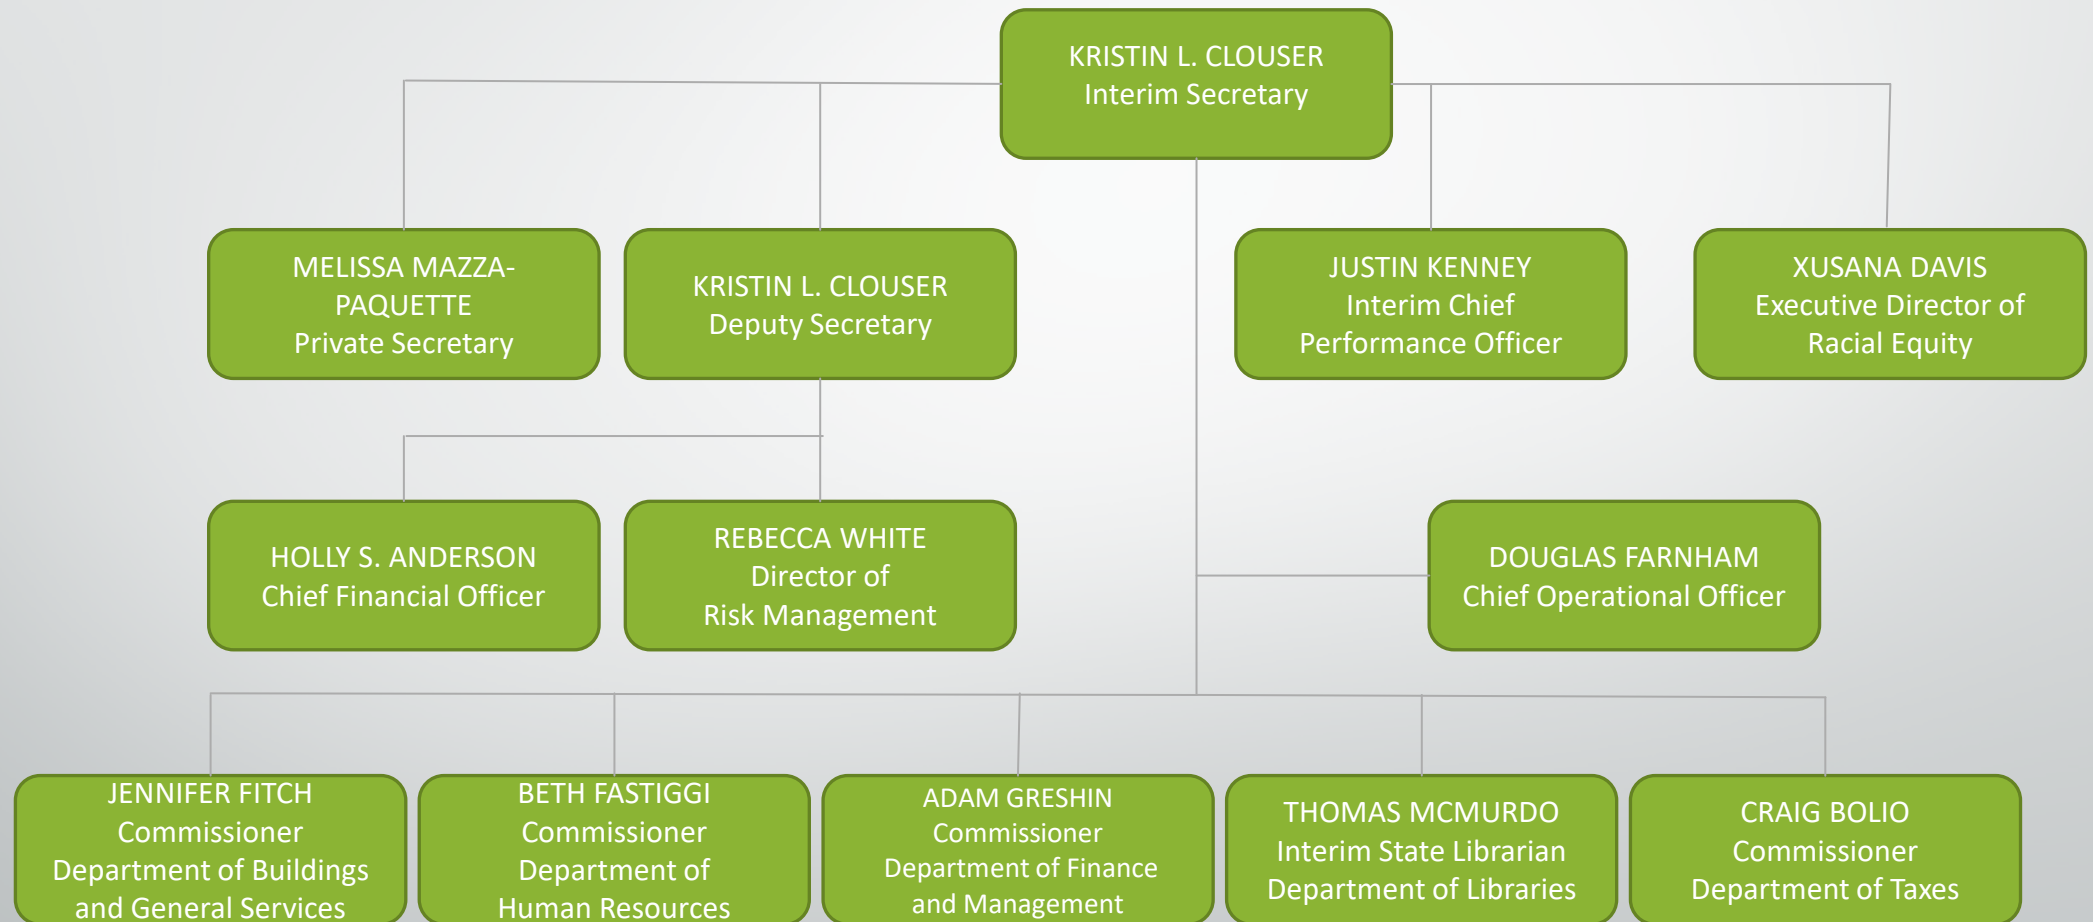 KRISTIN L. CLOUSER
Interim Secretary
MELISSA MAZZA-
PAQUETTE
Private Secretary
KRISTIN L. CLOUSER
Deputy Secretary
JUSTIN KENNEY
Interim Chief
Performance Officer
XUSANA DAVIS
Executive Director of
Racial Equity
HOLLY S. ANDERSON
Chief Financial Officer
REBECCA WHITE
Director of
Risk Management
DOUGLAS FARNHAM
Chief Operational Officer
JENNIFER FITCH
Commissioner
Department of Buildings
and General Services
BETH FASTIGGI
Commissioner
Department of
Human Resources
ADAM GRESHIN
Commissioner
Department of Finance
and Management
THOMAS MCMURDO
Interim State Librarian
Department of Libraries
CRAIG BOLIO
Commissioner
Department of Taxes